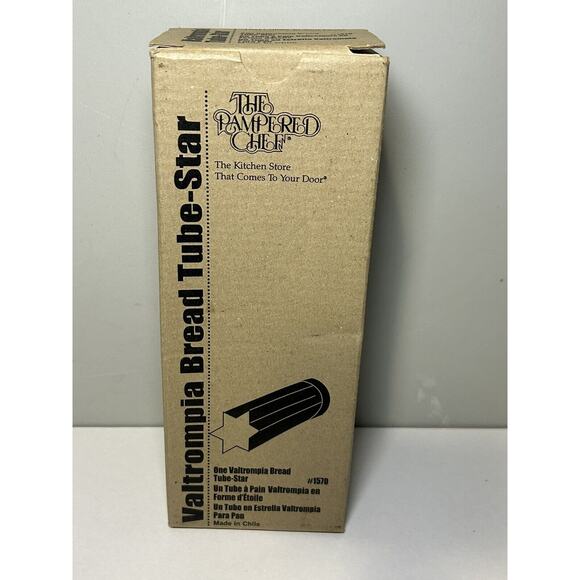 Valtrompia Bread Tube-Star
THE
PAMPERED
CHEF®
The Kitchen Store
That Comes To Your Door®
One Valtrompia Bread
Tube-Star #1570
Un Tube à Pain Valtrompia en
Forme d'Étoile
Un Tubo en Estrella Valtrompia
Para Pan
Made in Chile